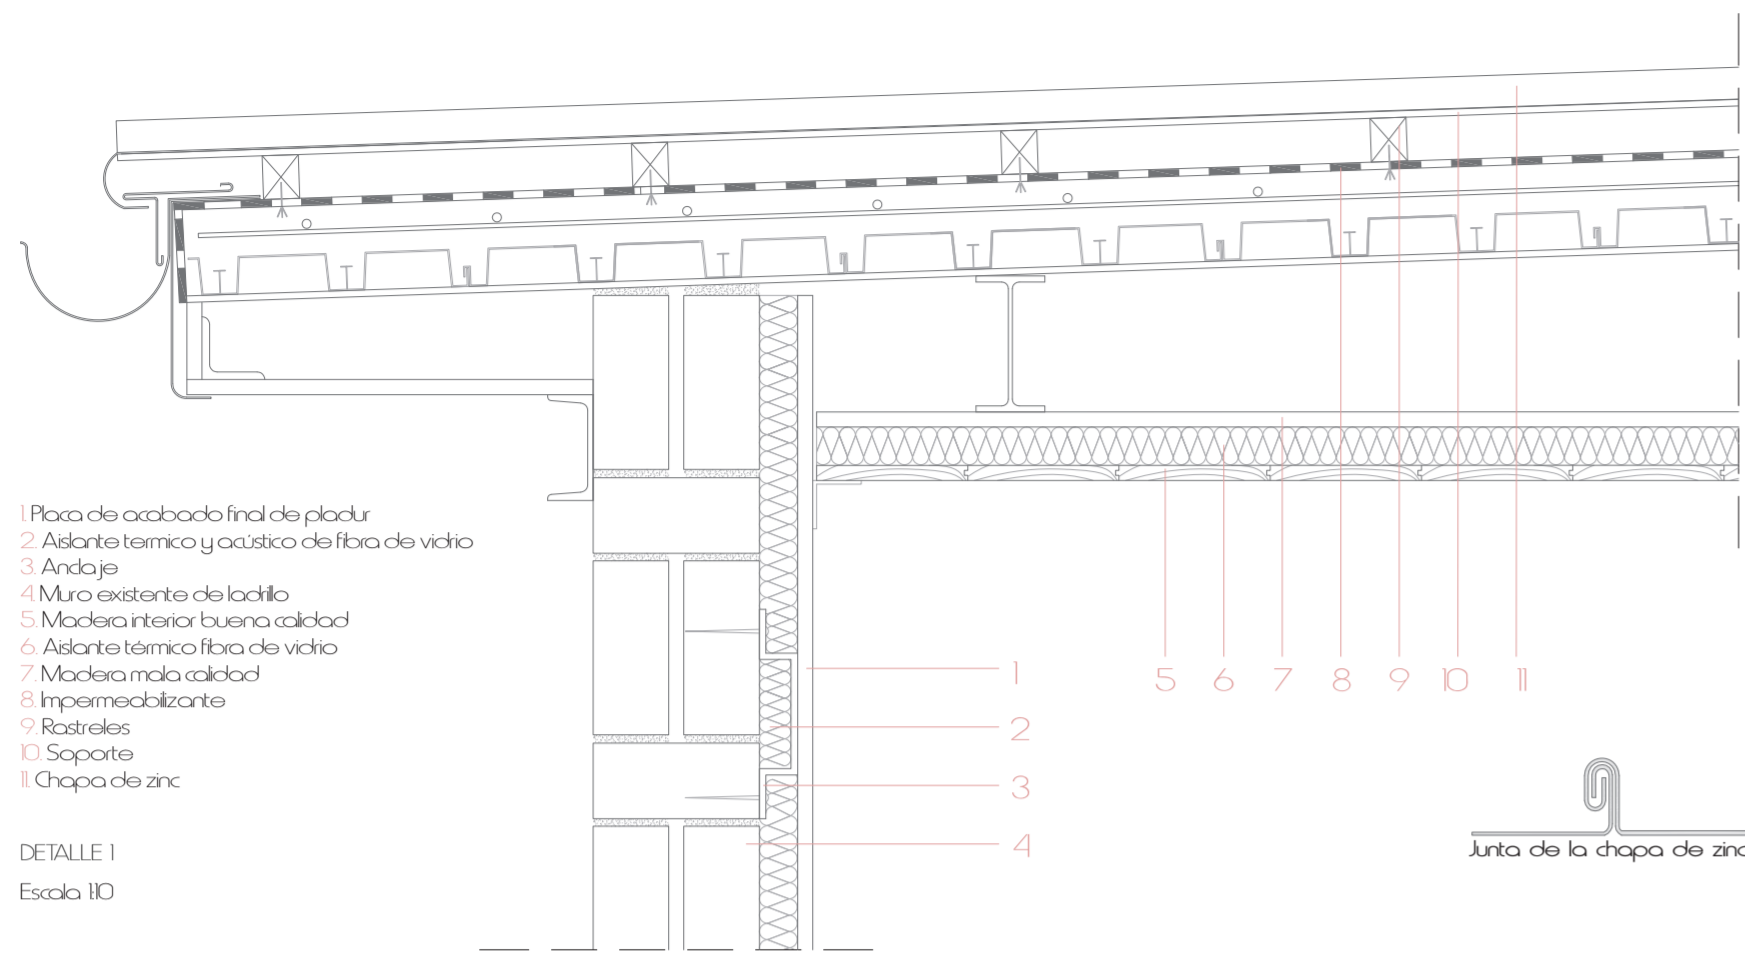 1. Placa de acabado final de pladur
2. Aislante termico y acústico de fibra de vidrio
3. Anclaje
4. Muro existente de ladrillo
5. Madera interior buena calidad
6. Aislante térmico fibra de vidrio
7. Madera mala calidad
8. Impermeabilizante
9. Rastreles
10. Soporte
11. Chapa de zinc
DETALLE 1
Escala 1:10
1
2
3
4
5 6 7 8 9 10 11
Junta de la chapa de zinc